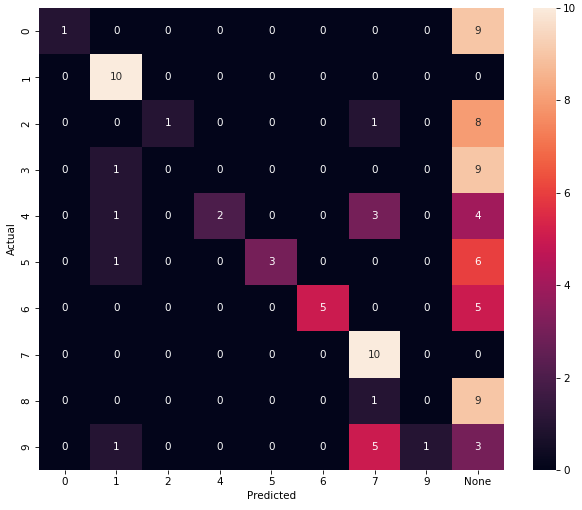 0 1 0 0 0 0 0 0 0 9
1 0 10 0 0 0 0 0 0 0
2 0 0 1 0 0 0 1 0 8
3 0 1 0 0 0 0 0 0 9
4 0 1 0 2 0 0 3 0 4
5 0 1 0 0 3 0 0 0 6
6 0 0 0 0 0 5 0 0 5
7 0 0 0 0 0 0 10 0 0
8 0 0 0 0 0 0 1 0 9
9 0 1 0 0 0 0 5 1 3
0 1 2 4 5 6 7 9 None
Predicted
Actual
10
8
6
4
2
0